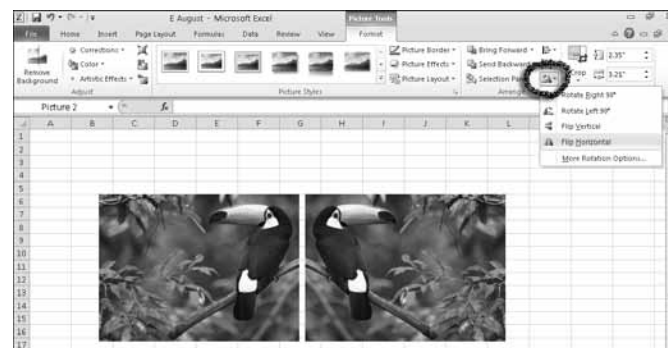 E August - Microsoft Excel
Picture Tools
File Home Insert Page Layout Formulas Data Review View Format
Remove Background
Corrections
Color
Artistic Effects
Adjust
Picture Styles
Picture Border
Picture Effects
Picture Layout
Bring Forward
Send Backward
Selection Pane
Arrange
Crop
2.35"
3.25"
Rotate Right 90°
Rotate Left 90°
Flip Vertical
Flip Horizontal
More Rotation Options...
Picture 2
fx
A B C D E F G H I J K L
1
2
3
4
5
6
7
8
9
10
11
12
13
14
15
16
17